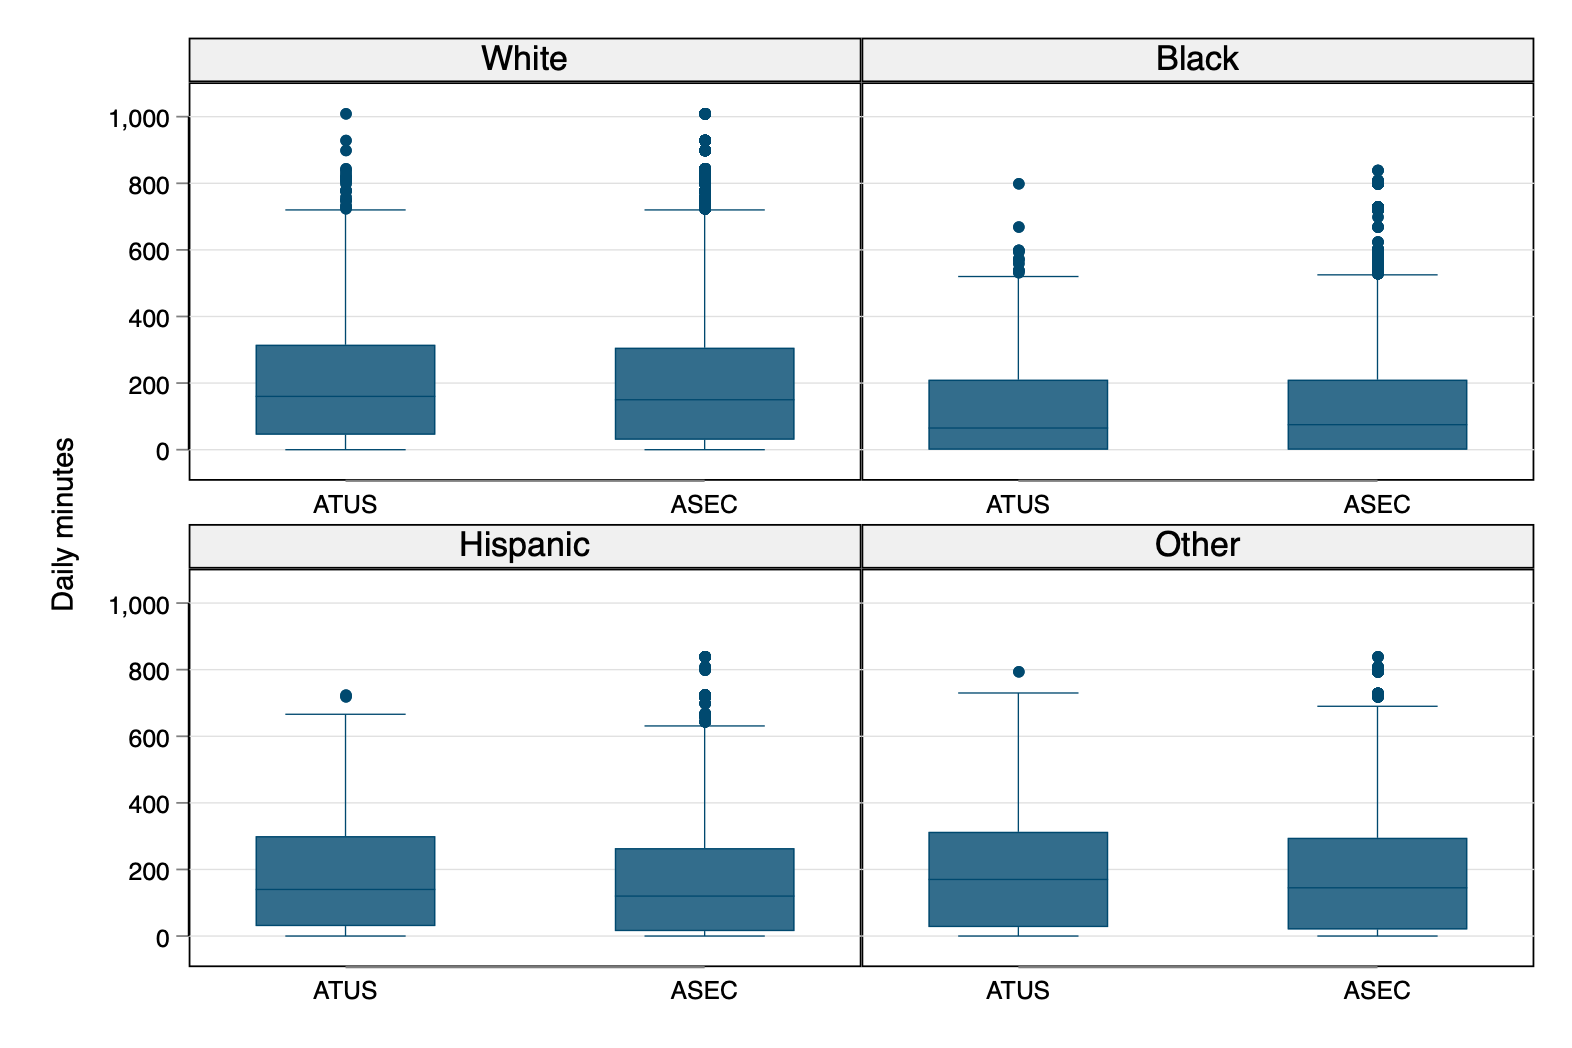 White
Black
1,000
800
600
400
200
0
ATUS
ASEC
ATUS
ASEC
Daily minutes
Hispanic
Other
1,000
800
600
400
200
0
ATUS
ASEC
ATUS
ASEC